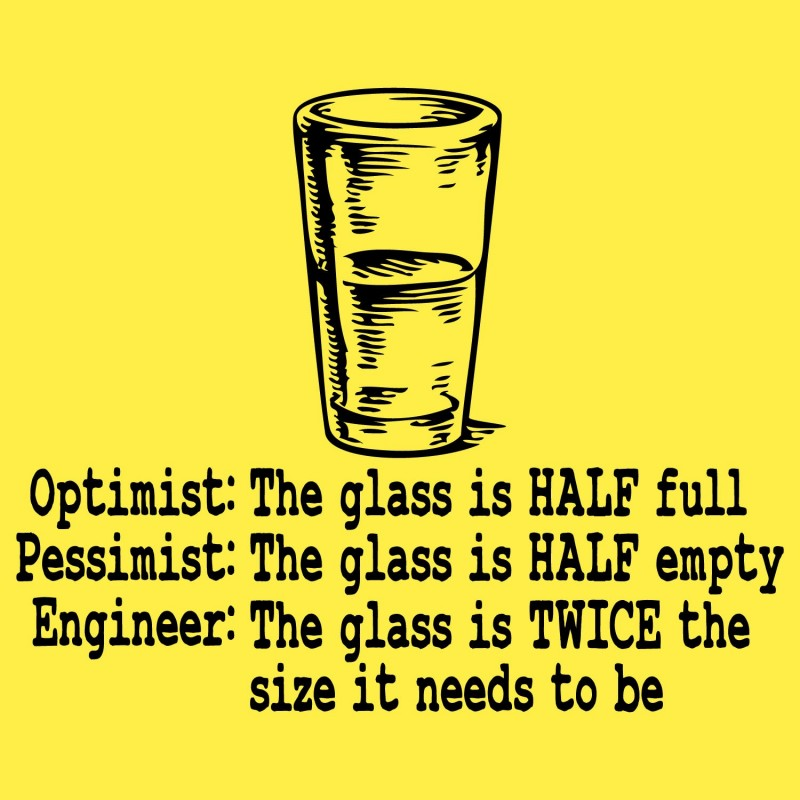 Optimist: The glass is HALF full
Pessimist: The glass is HALF empty
Engineer: The glass is TWICE the
size it needs to be